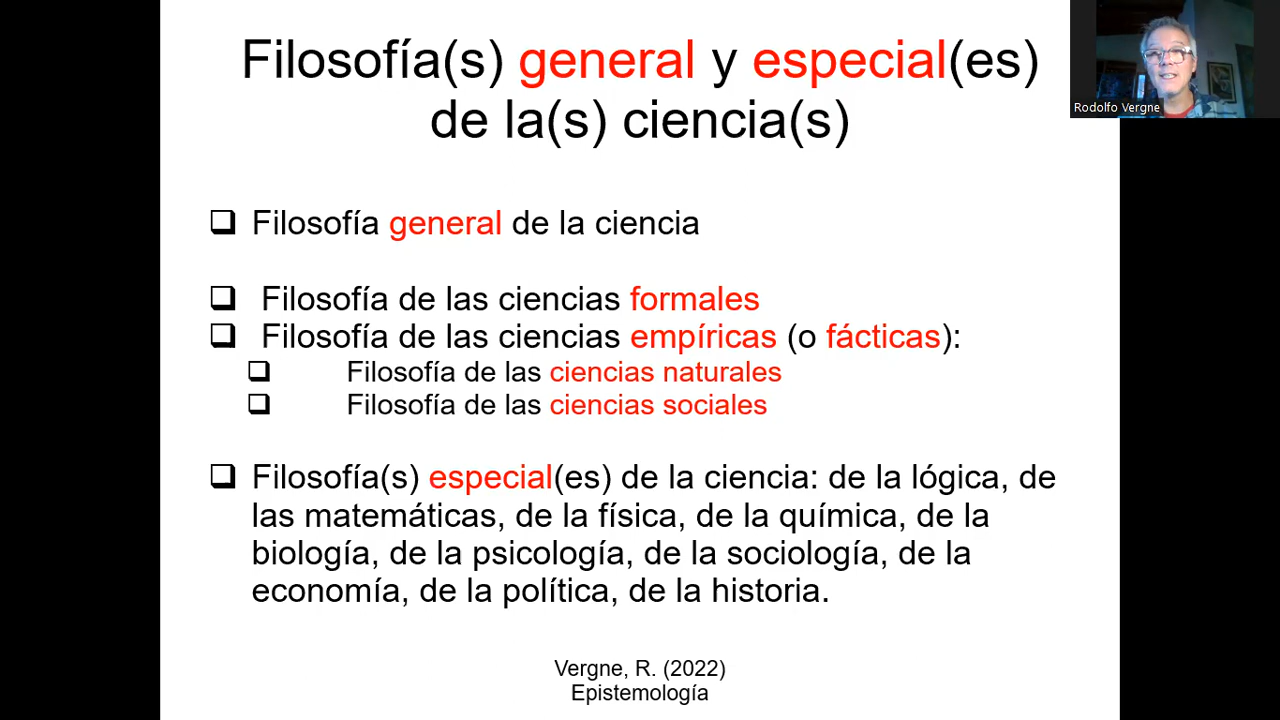 Filosofía(s) general y especial(es)
de la(s) ciencia(s)
Rodolfo Vergne
❑ Filosofía general de la ciencia
❑ Filosofía de las ciencias formales
❑ Filosofía de las ciencias empíricas (o fácticas):
❑ Filosofía de las ciencias naturales
❑ Filosofía de las ciencias sociales
❑ Filosofía(s) especial(es) de la ciencia: de la lógica, de
las matemáticas, de la física, de la química, de la
biología, de la psicología, de la sociología, de la
economía, de la política, de la historia.
Vergne, R. (2022)
Epistemología